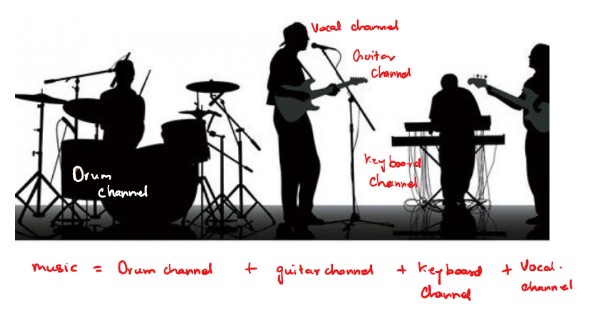 Vocal channel
Guitar
Channel
Keyboard
Channel
Drum
channel
music = Drum channel + guitar channel + Keyboard + Vocal.
Channel channel